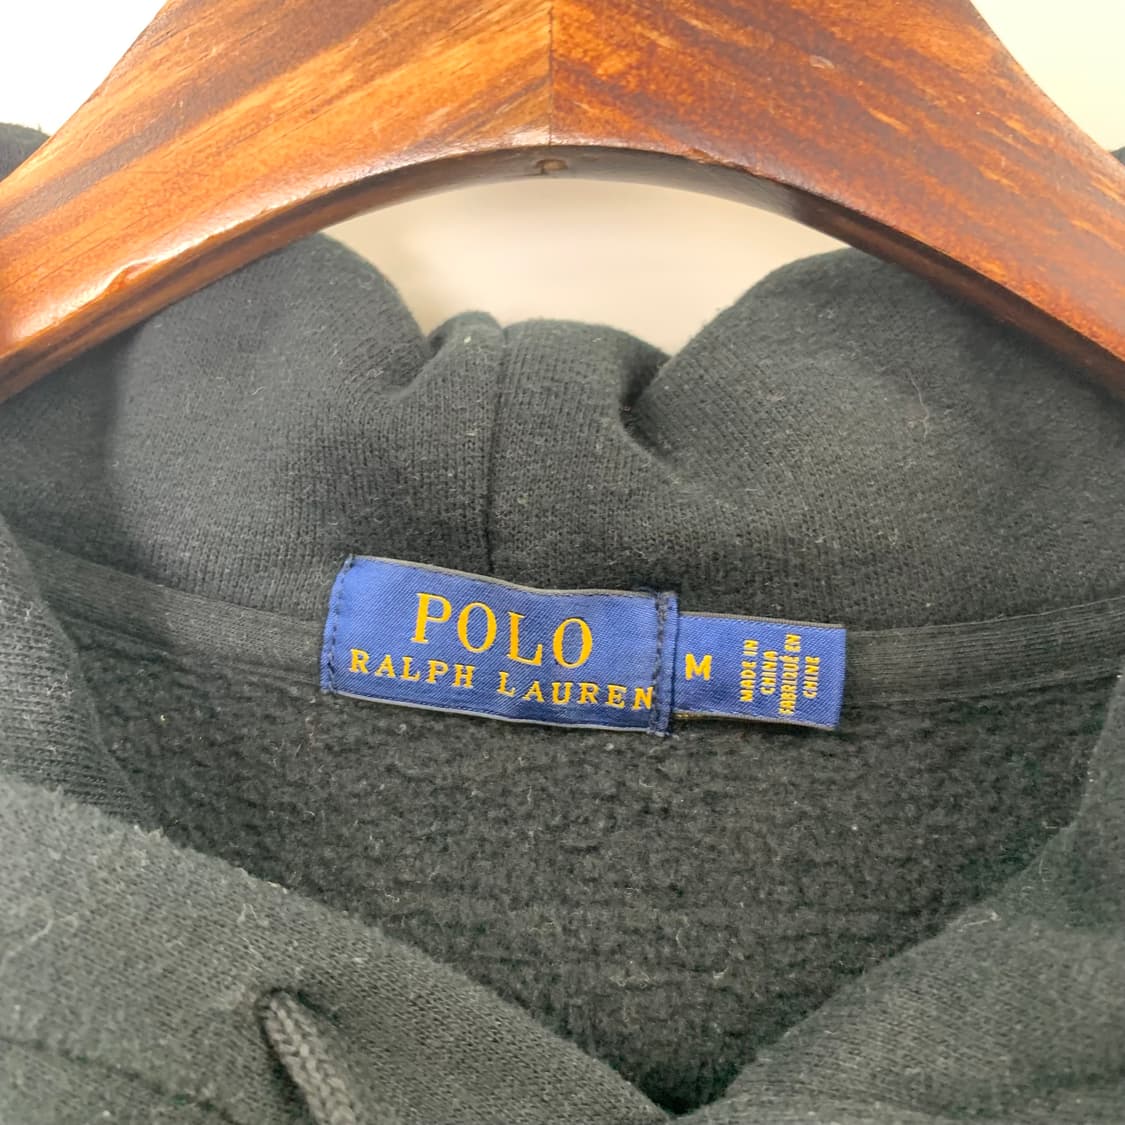 POLO
RALPH LAUREN
M
MADE IN
CHINA
FABRIQUÉ EN
CHINE